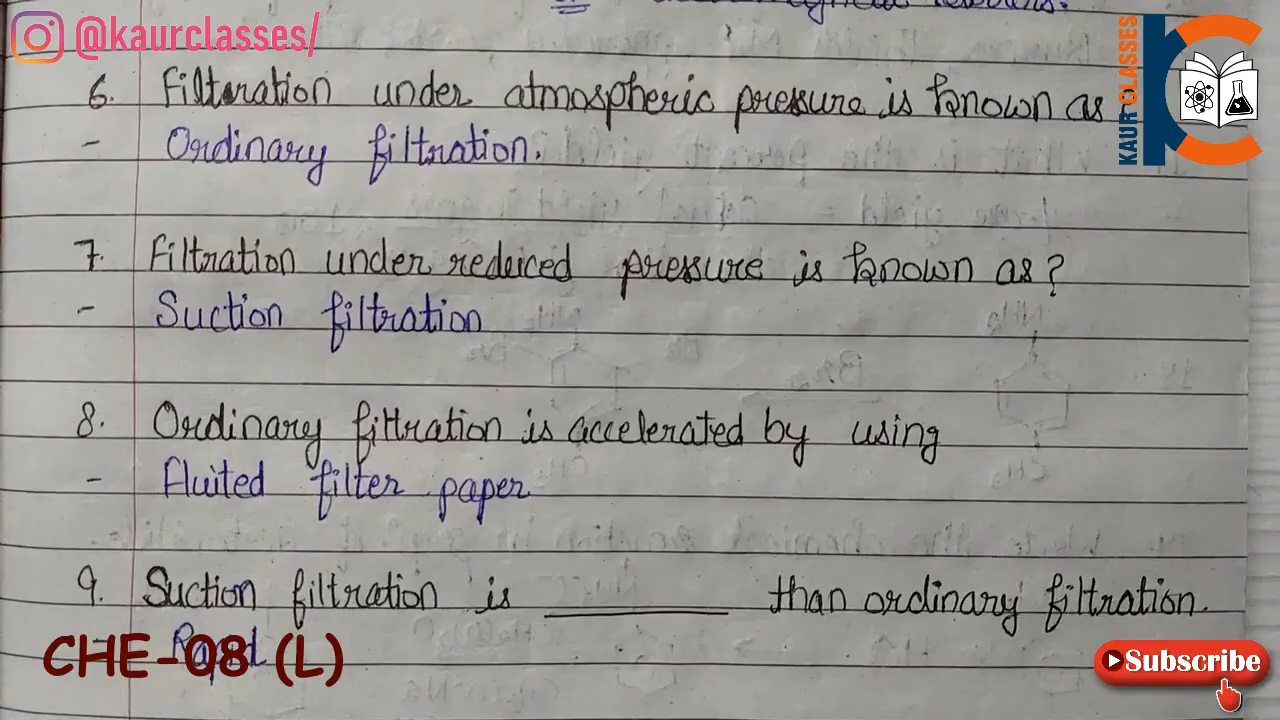 @kaurclasses/
KAUR CLASSES
6. Filteration under atmospheric pressure is known as -
- Ordinary filtration.
7. Filtration under reduced pressure is known as?
- Suction filtration
8. Ordinary filtration is accelerated by using
- fluited filter paper
9. Suction filtration is ________ than ordinary filtration.
- Rapid
CHE-08 (L)
Subscribe